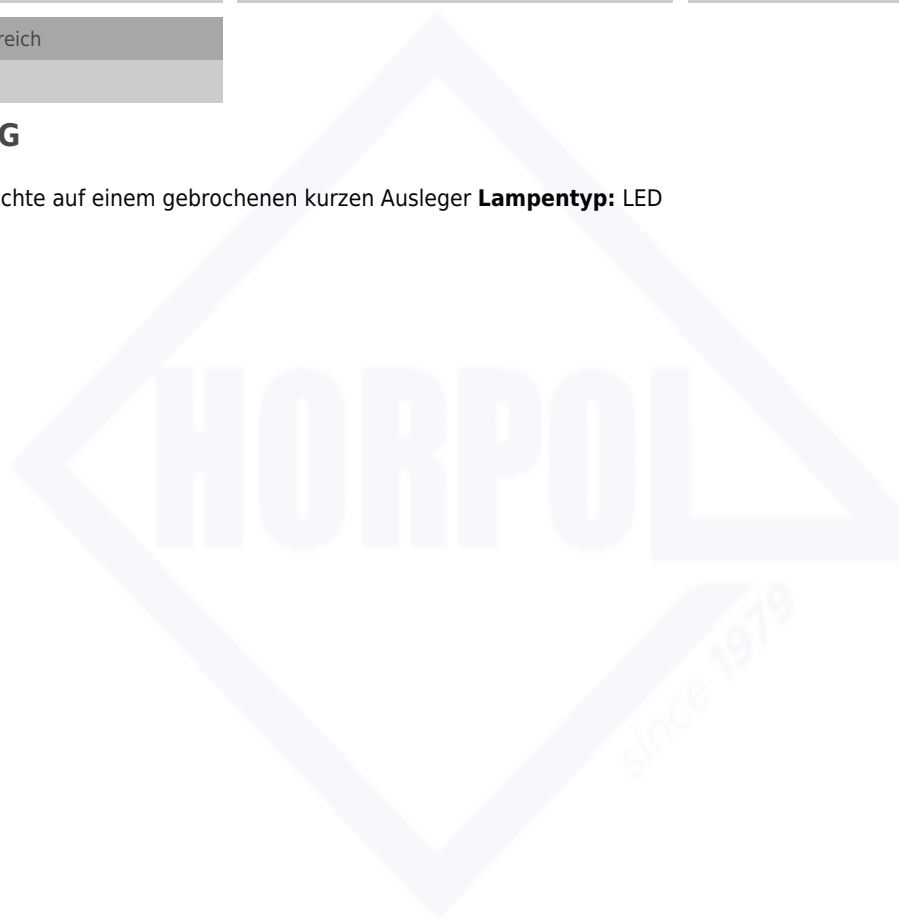 reich
G
chte auf einem gebrochenen kurzen Ausleger Lampentyp: LED
HORPOL
since 1979